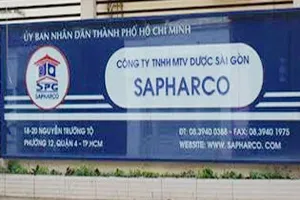 ỦY BAN NHÂN DÂN THÀNH PHỐ HỒ CHÍ MINH
SPG
SAPHARCO
CÔNG TY TNHH MTV DƯỢC SÀI GÒN
SAPHARCO
18-20 NGUYỄN TRƯỜNG TỘ
PHƯỜNG 12, QUẬN 4 - TP.HCM
ĐT: 08.3940 0388 - FAX: 08.3940 1975
WEBSITE: WWW.SAPHARCO.COM